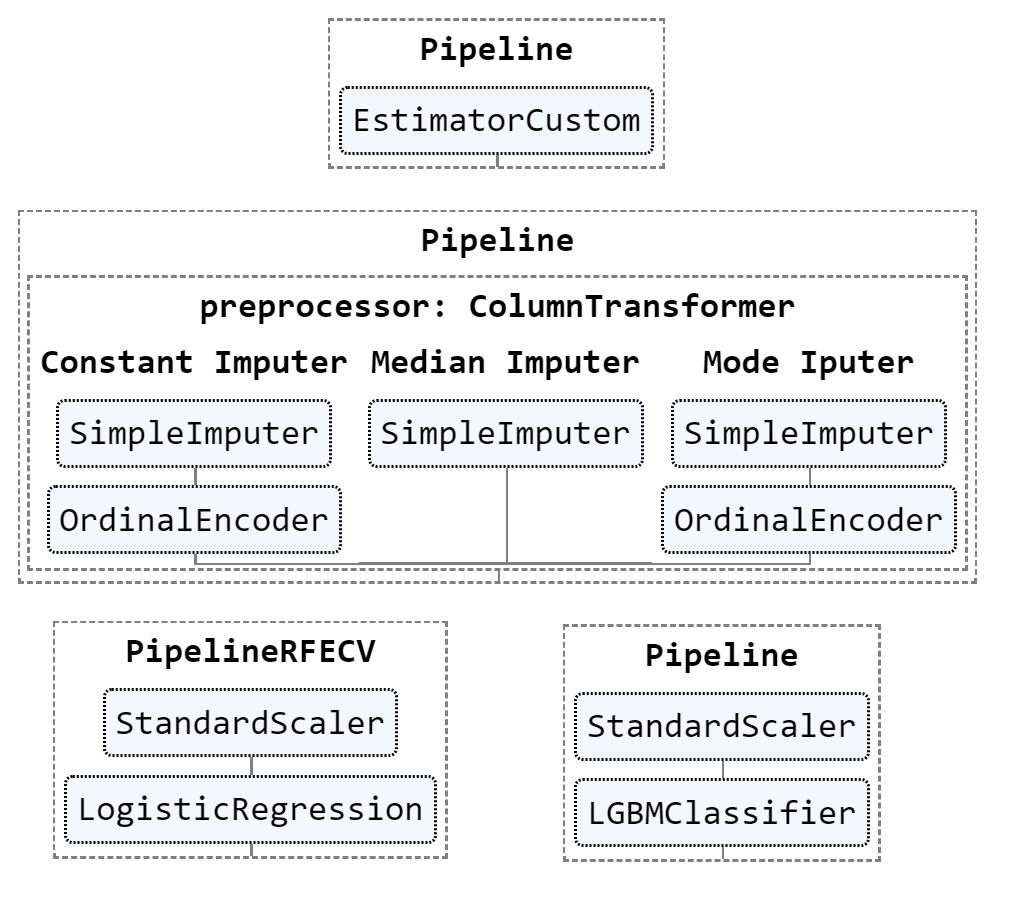 Pipeline
EstimatorCustom
Pipeline
preprocessor: ColumnTransformer
Constant Imputer Median Imputer Mode Iputer
SimpleImputer SimpleImputer SimpleImputer
OrdinalEncoder OrdinalEncoder
PipelineRFECV
StandardScaler
LogisticRegression
Pipeline
StandardScaler
LGBMClassifier